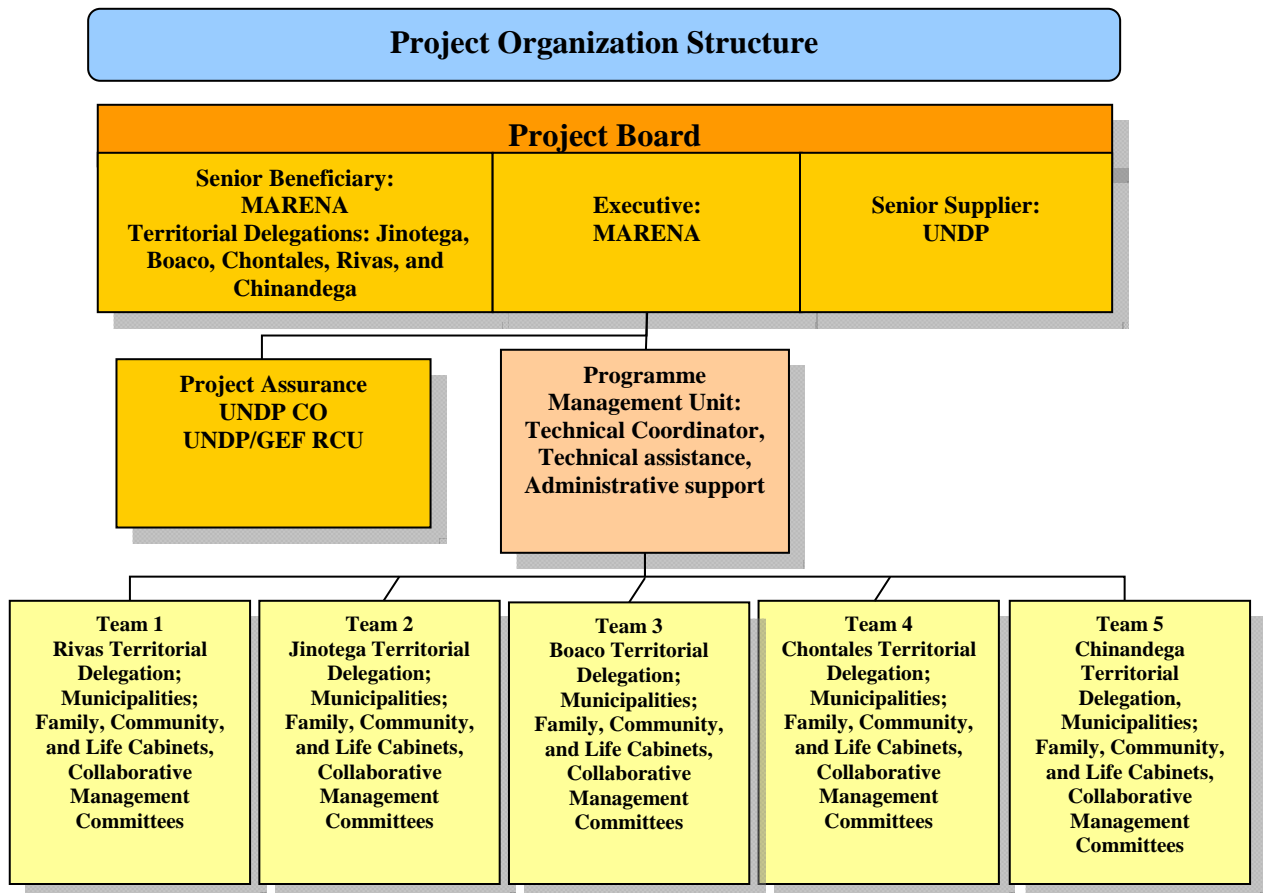 Project Organization Structure
Project Board
Senior Beneficiary:
MARENA
Territorial Delegations: Jinotega,
Boaco, Chontales, Rivas, and
Chinandega
Executive:
MARENA
Senior Supplier:
UNDP
Project Assurance
UNDP CO
UNDP/GEF RCU
Programme
Management Unit:
Technical Coordinator,
Technical assistance,
Administrative support
Team 1
Rivas Territorial
Delegation;
Municipalities;
Family, Community,
and Life Cabinets,
Collaborative
Management
Committees
Team 2
Jinotega Territorial
Delegation;
Municipalities;
Family, Community,
and Life Cabinets,
Collaborative
Management
Committees
Team 3
Boaco Territorial
Delegation;
Municipalities;
Family, Community,
and Life Cabinets,
Collaborative
Management
Committees
Team 4
Chontales Territorial
Delegation;
Municipalities;
Family, Community,
and Life Cabinets,
Collaborative
Management
Committees
Team 5
Chinandega
Territorial
Delegation,
Municipalities;
Family, Community,
and Life Cabinets,
Collaborative
Management
Committees